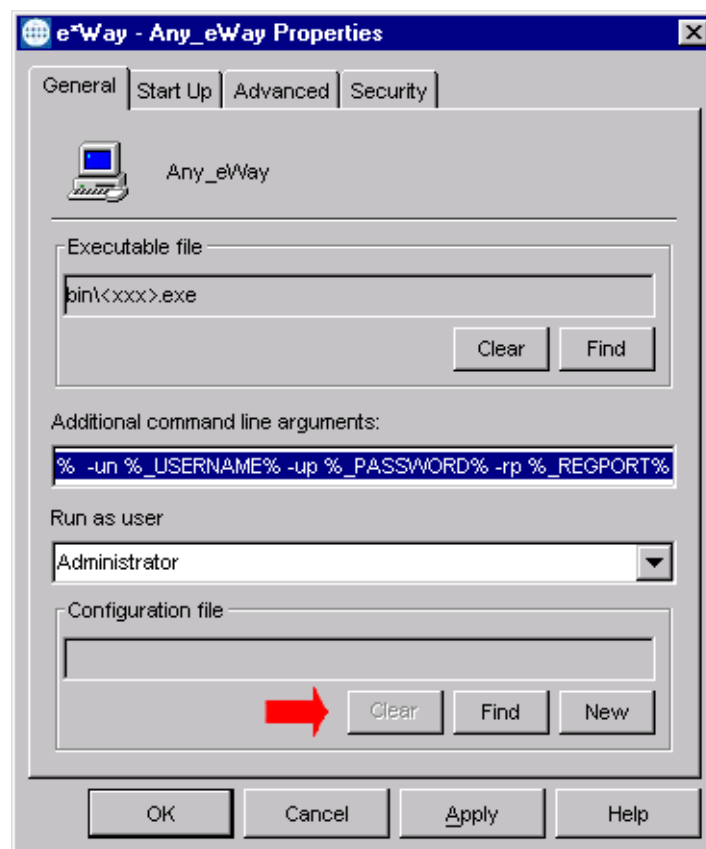 e*Way - Any_eWay Properties
General Start Up Advanced Security
Any_eWay
Executable file
bin\<xxx>.exe
Clear Find
Additional command line arguments:
% -un %_USERNAME% -up %_PASSWORD% -rp %_REGPORT%
Run as user
Administrator
Configuration file
Clear Find New
OK Cancel Apply Help